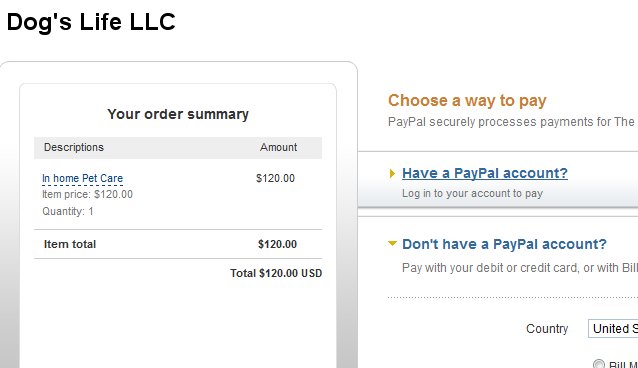 Dog's Life LLC
Your order summary
Descriptions Amount
In home Pet Care $120.00
Item price: $120.00
Quantity: 1
Item total $120.00
Total $120.00 USD
Choose a way to pay
PayPal securely processes payments for The
Have a PayPal account?
Log in to your account to pay
Don't have a PayPal account?
Pay with your debit or credit card, or with Bill
Country United S
Bill M